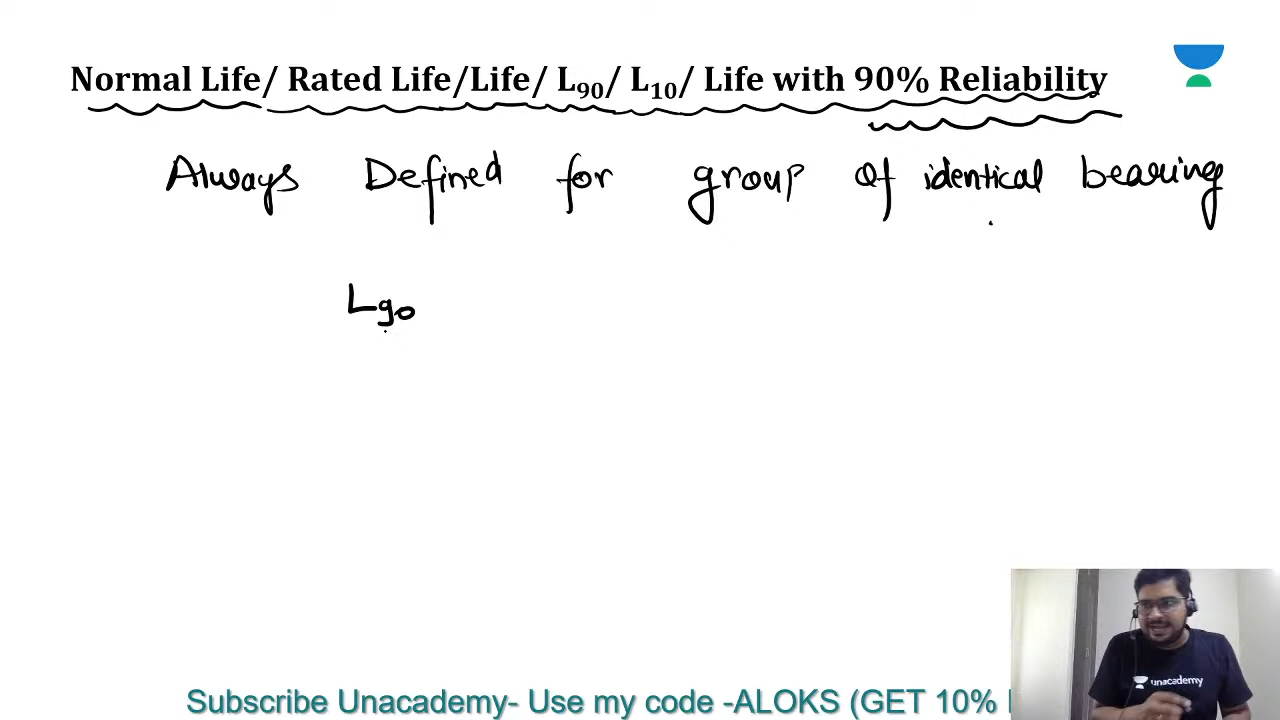 Normal Life/ Rated Life/Life/ L90/ L10/ Life with 90% Reliability
Always Defined for group of identical bearing
L90
unacademy
Subscribe Unacademy- Use my code -ALOKS (GET 10%